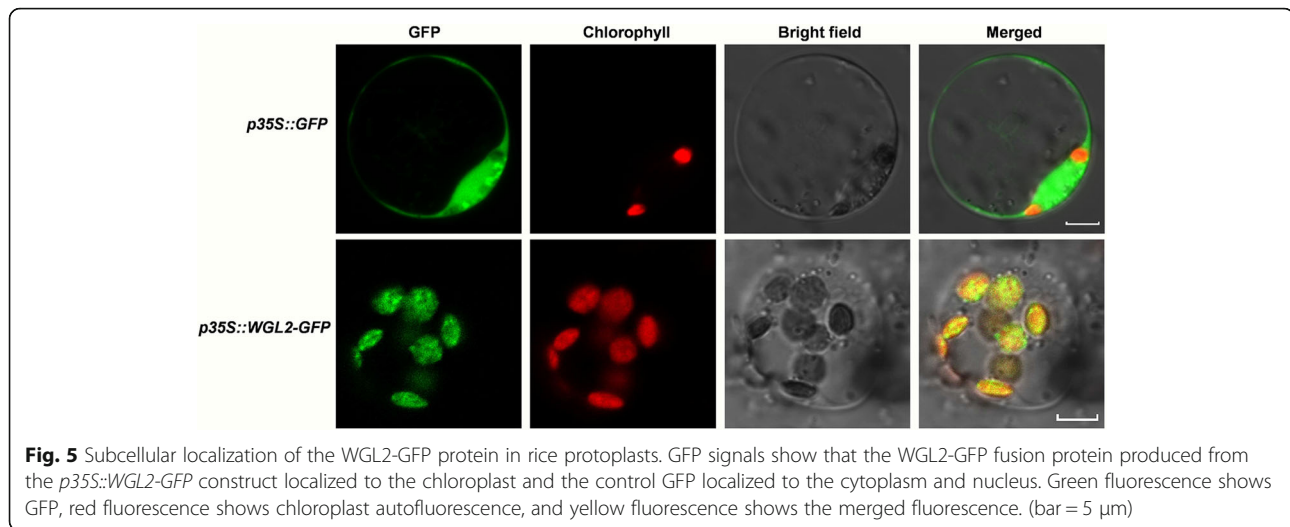 GFP Chlorophyll Bright field Merged
p35S::GFP
p35S::WGL2-GFP
Fig. 5 Subcellular localization of the WGL2-GFP protein in rice protoplasts. GFP signals show that the WGL2-GFP fusion protein produced from
the p35S::WGL2-GFP construct localized to the chloroplast and the control GFP localized to the cytoplasm and nucleus. Green fluorescence shows
GFP, red fluorescence shows chloroplast autofluorescence, and yellow fluorescence shows the merged fluorescence. (bar = 5 μm)